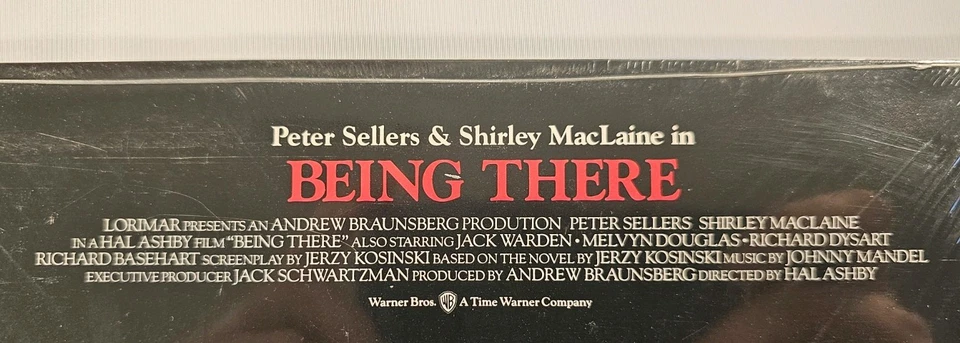 Peter Sellers & Shirley MacLaine in
BEING THERE
LORIMAR PRESENTS AN ANDREW BRAUNSBERG PRODUTION PETER SELLERS SHIRLEY MACLAINE
IN A HAL ASHBY FILM “BEING THERE” ALSO STARRING JACK WARDEN • MELVYN DOUGLAS • RICHARD DYSART
RICHARD BASEHART SCREENPLAY BY JERZY KOSINSKI BASED ON THE NOVEL BY JERZY KOSINSKI MUSIC BY JOHNNY MANDEL
EXECUTIVE PRODUCER JACK SCHWARTZMAN PRODUCED BY ANDREW BRAUNSBERG DIRECTED BY HAL ASHBY
Warner Bros. WB A Time Warner Company